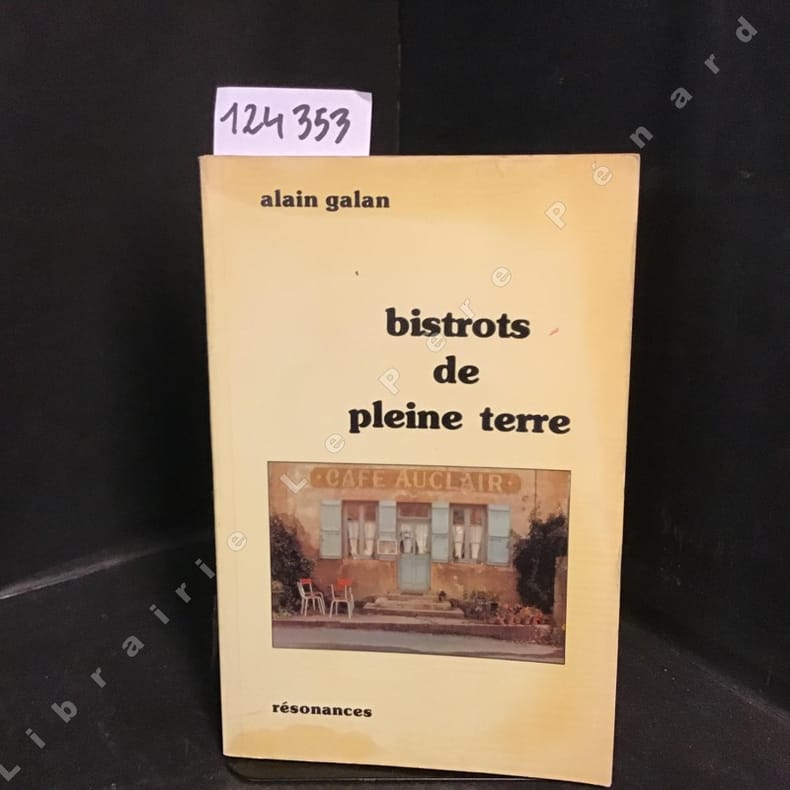 124353
alain galan
bistrots
de
pleine terre
CAFE AUCLAIR
résonances
Librairie Le Père Pénard